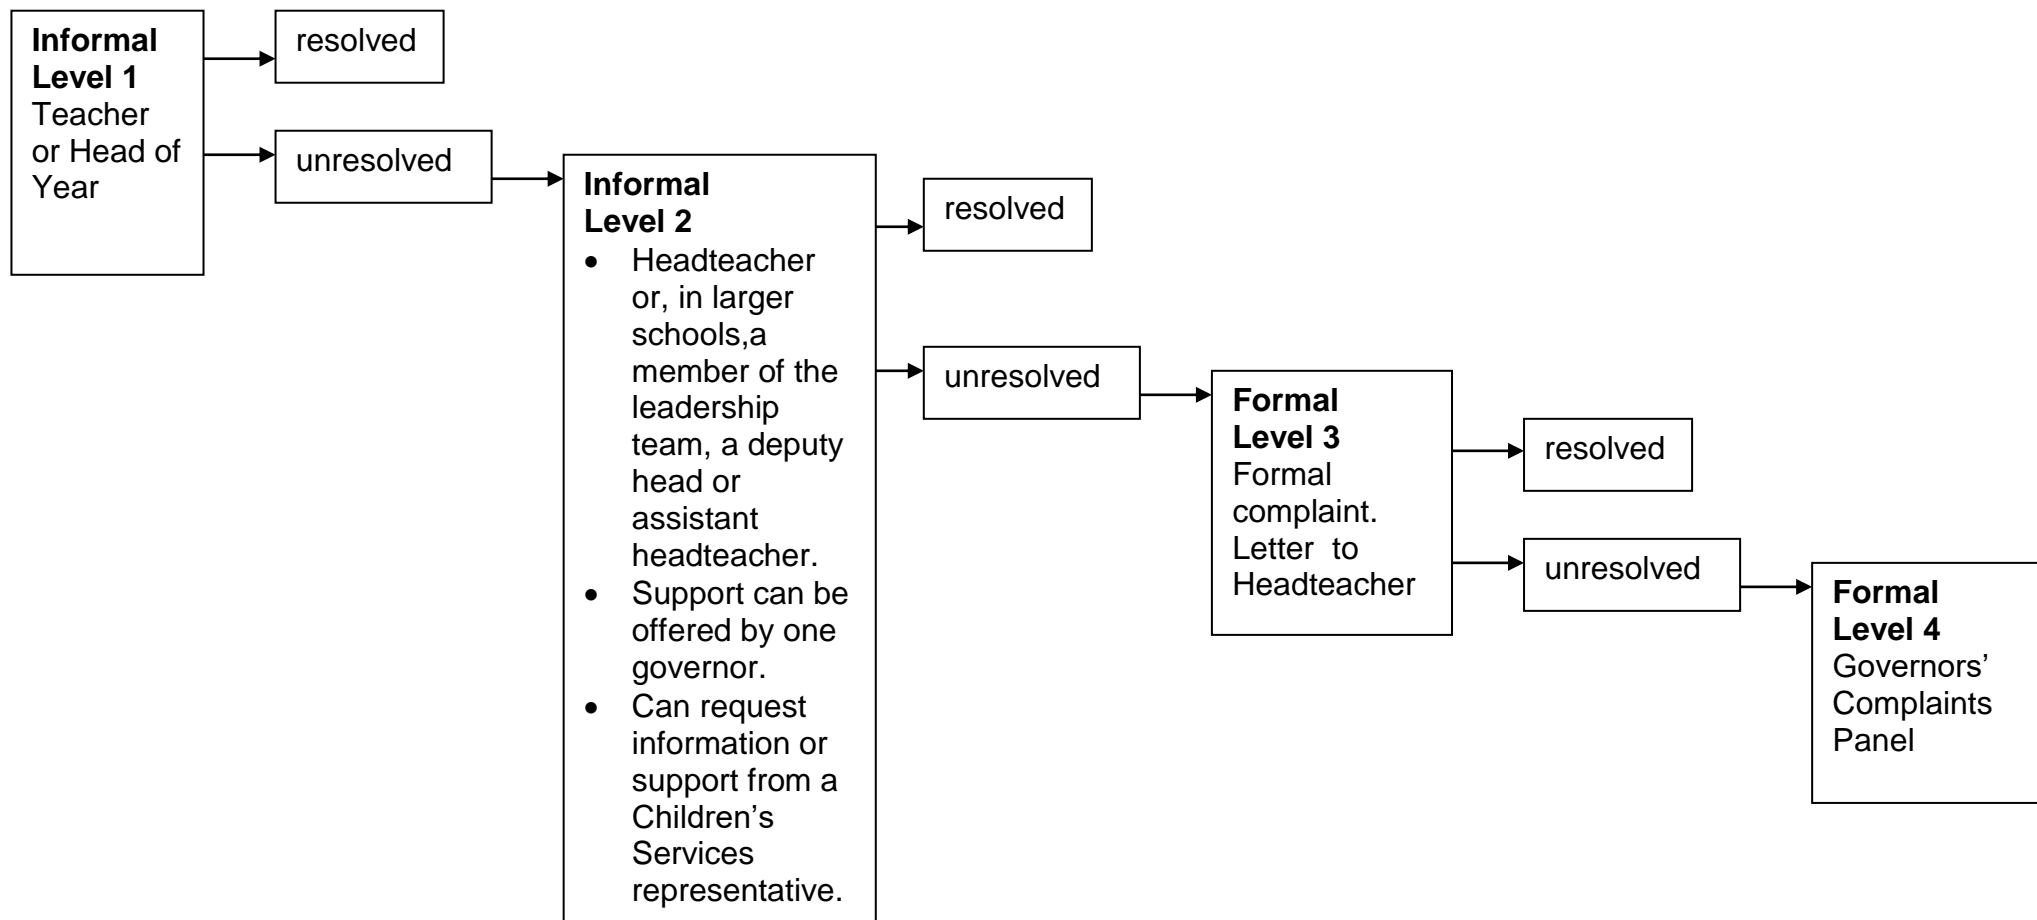 Informal
Level 1
Teacher
or Head of
Year
resolved
unresolved
Informal
Level 2
• Headteacher
or, in larger
schools,a
member of the
leadership
team, a deputy
head or
assistant
headteacher.
• Support can be
offered by one
governor.
• Can request
information or
support from a
Children’s
Services
representative.
resolved
unresolved
Formal
Level 3
Formal
complaint.
Letter  to
Headteacher
resolved
unresolved
Formal
Level 4
Governors’
Complaints
Panel